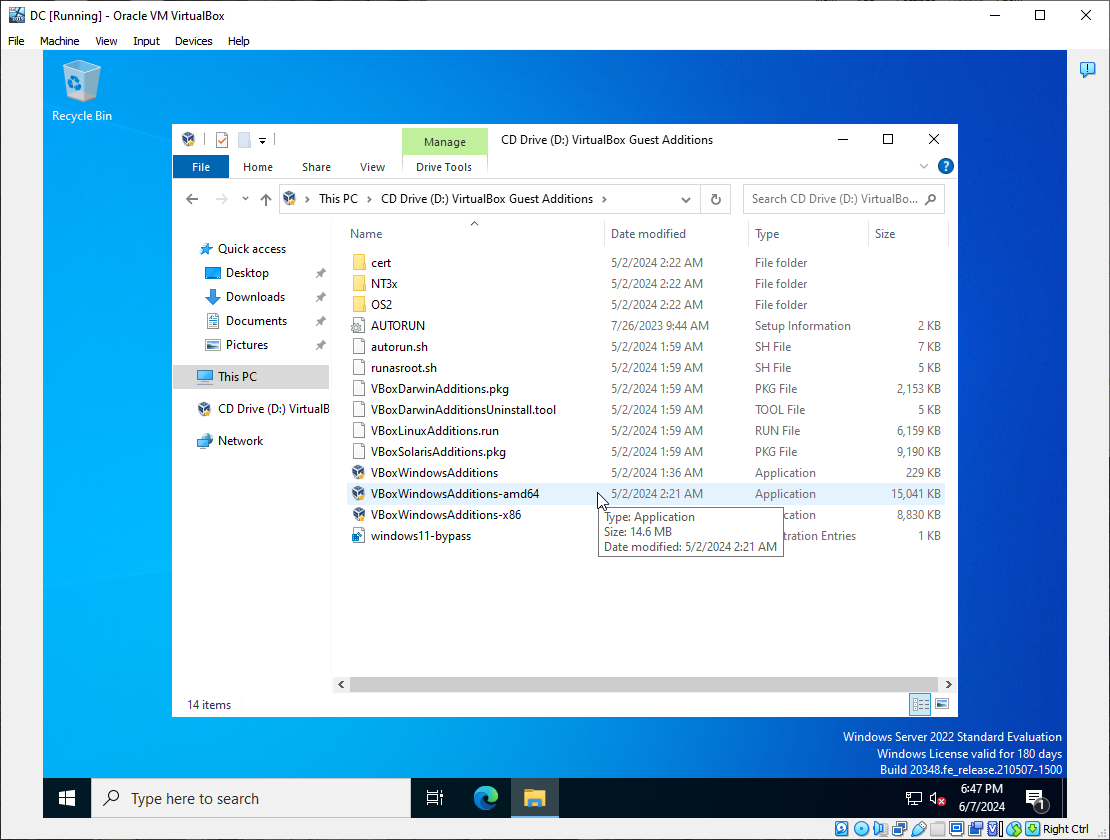 DC [Running] - Oracle VM VirtualBox
File Machine View Input Devices Help
Recycle Bin
Manage
CD Drive (D:) VirtualBox Guest Additions
File Home Share View Drive Tools
This PC CD Drive (D:) VirtualBox Guest Additions
Search CD Drive (D:) VirtualBo...
Name Date modified Type Size
Quick access
Desktop
Downloads
Documents
Pictures
This PC
CD Drive (D:) VirtualB
Network
cert 5/2/2024 2:22 AM File folder
NT3x 5/2/2024 2:22 AM File folder
OS2 5/2/2024 2:22 AM File folder
AUTORUN 7/26/2023 9:44 AM Setup Information 2 KB
autorun.sh 5/2/2024 1:59 AM SH File 7 KB
runasroot.sh 5/2/2024 1:59 AM SH File 5 KB
VBoxDarwinAdditions.pkg 5/2/2024 1:59 AM PKG File 2,153 KB
VBoxDarwinAdditionsUninstall.tool 5/2/2024 1:59 AM TOOL File 5 KB
VBoxLinuxAdditions.run 5/2/2024 1:59 AM RUN File 6,159 KB
VBoxSolarisAdditions.pkg 5/2/2024 1:59 AM PKG File 9,190 KB
VBoxWindowsAdditions 5/2/2024 1:36 AM Application 229 KB
VBoxWindowsAdditions-amd64 5/2/2024 2:21 AM Application 15,041 KB
VBoxWindowsAdditions-x86 cation 8,830 KB
windows11-bypass tration Entries 1 KB
Type: Application
Size: 14.6 MB
Date modified: 5/2/2024 2:21 AM
14 items
Windows Server 2022 Standard Evaluation
Windows License valid for 180 days
Build 20348.fe_release.210507-1500
Type here to search
6:47 PM
6/7/2024
1
Right Ctrl